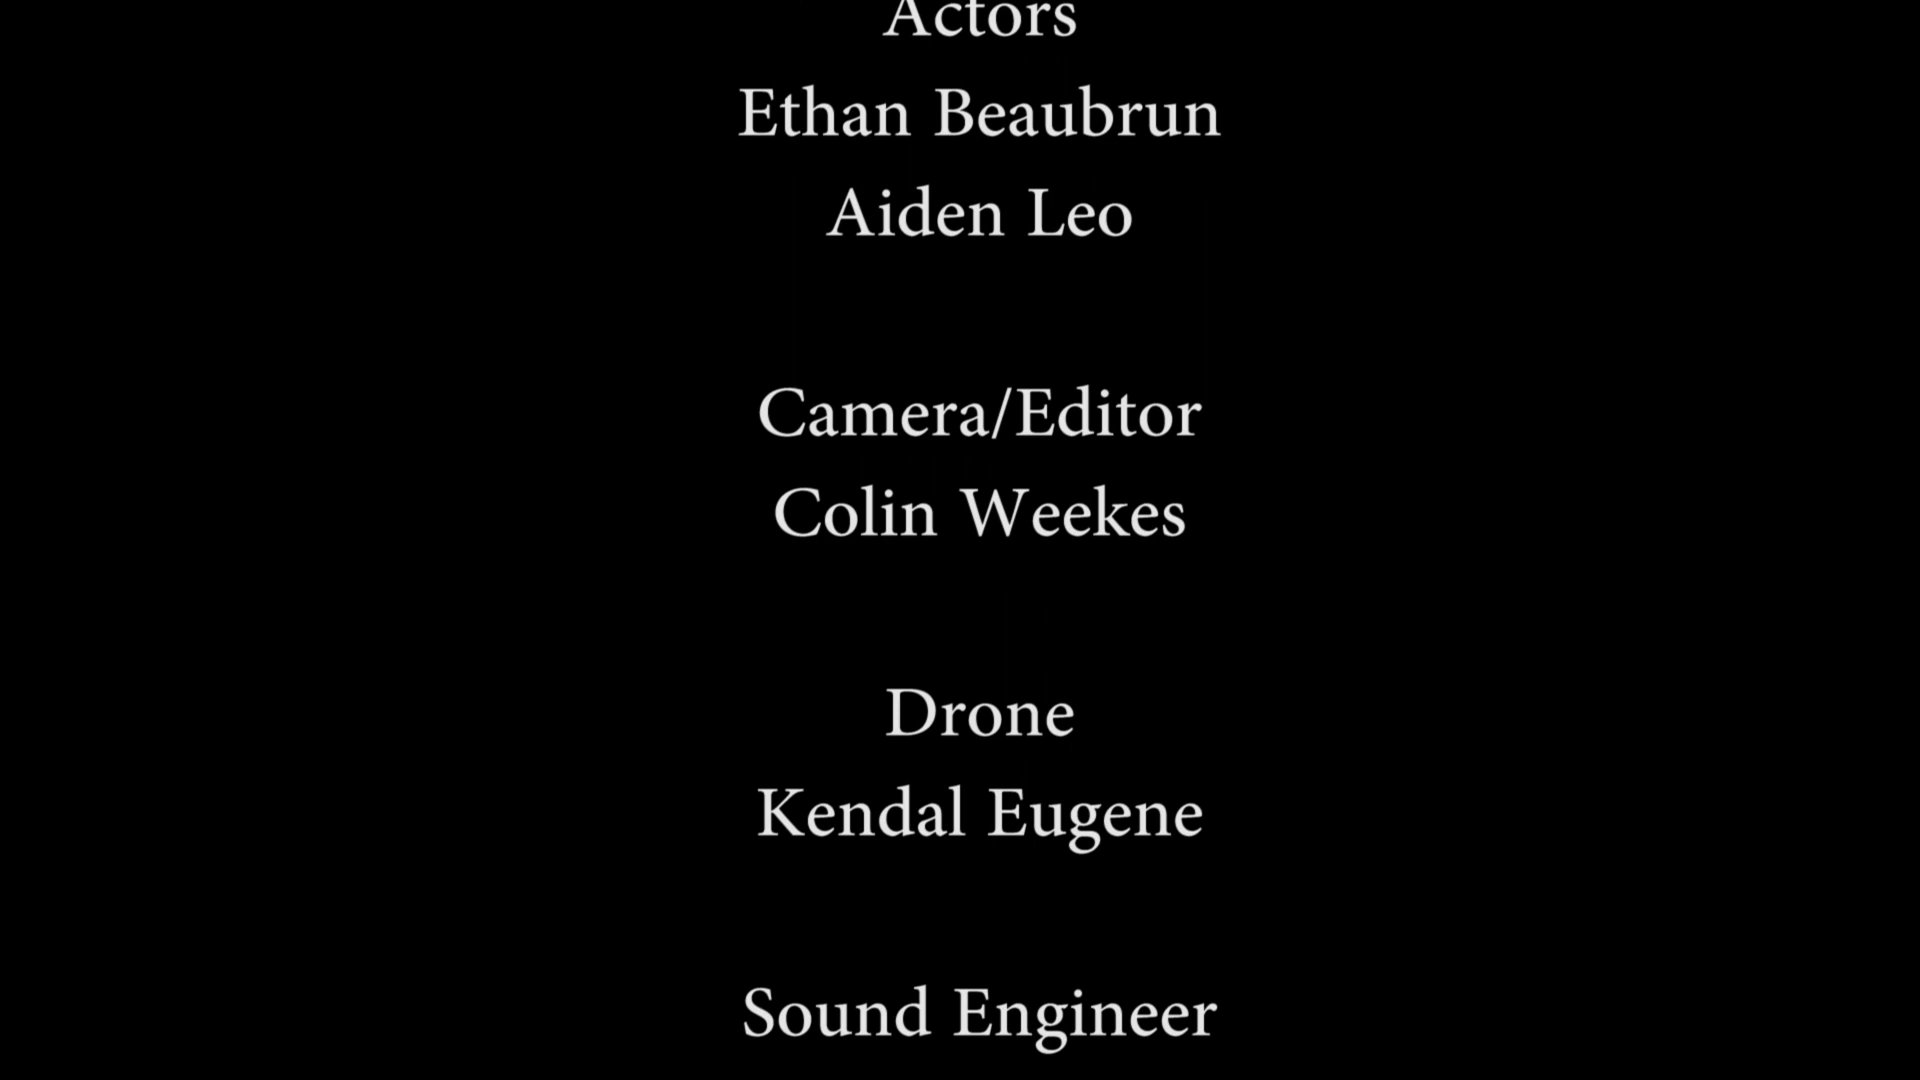 Actors
Ethan Beaubrun
Aiden Leo
Camera/Editor
Colin Weekes
Drone
Kendal Eugene
Sound Engineer